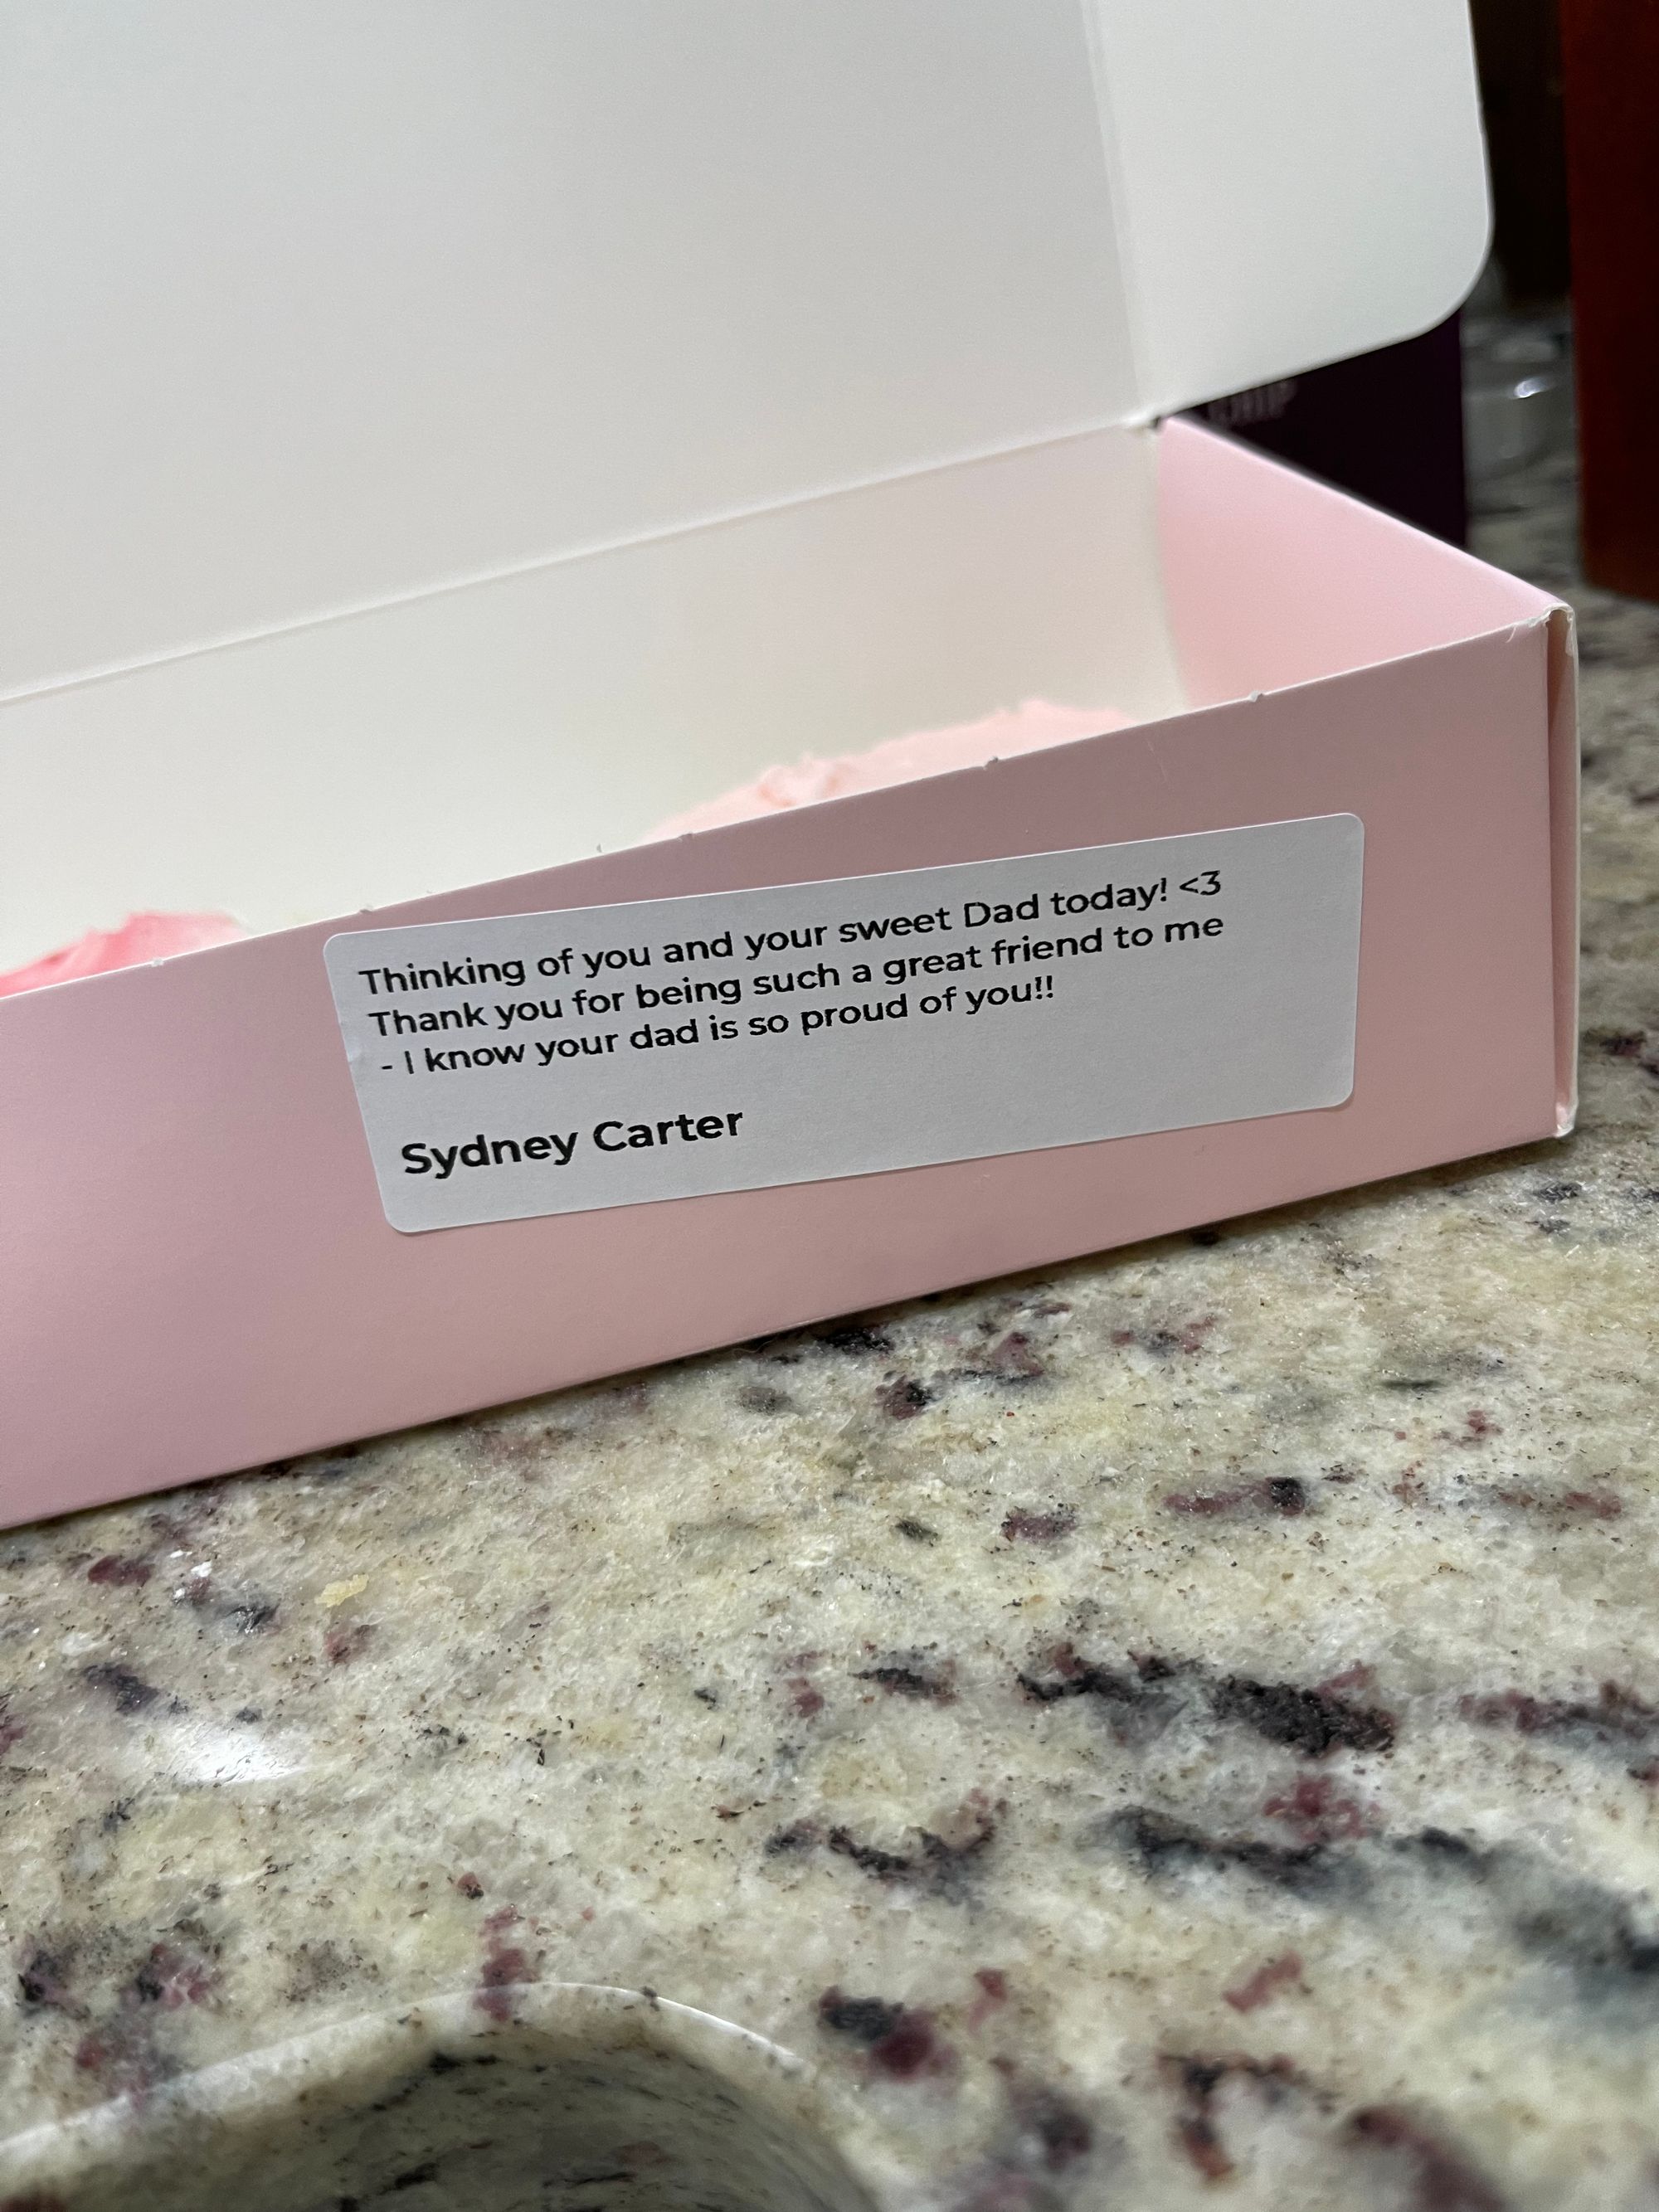 Thinking of you and your sweet Dad today! <3
Thank you for being such a great friend to me
- I know your dad is so proud of you!!
Sydney Carter